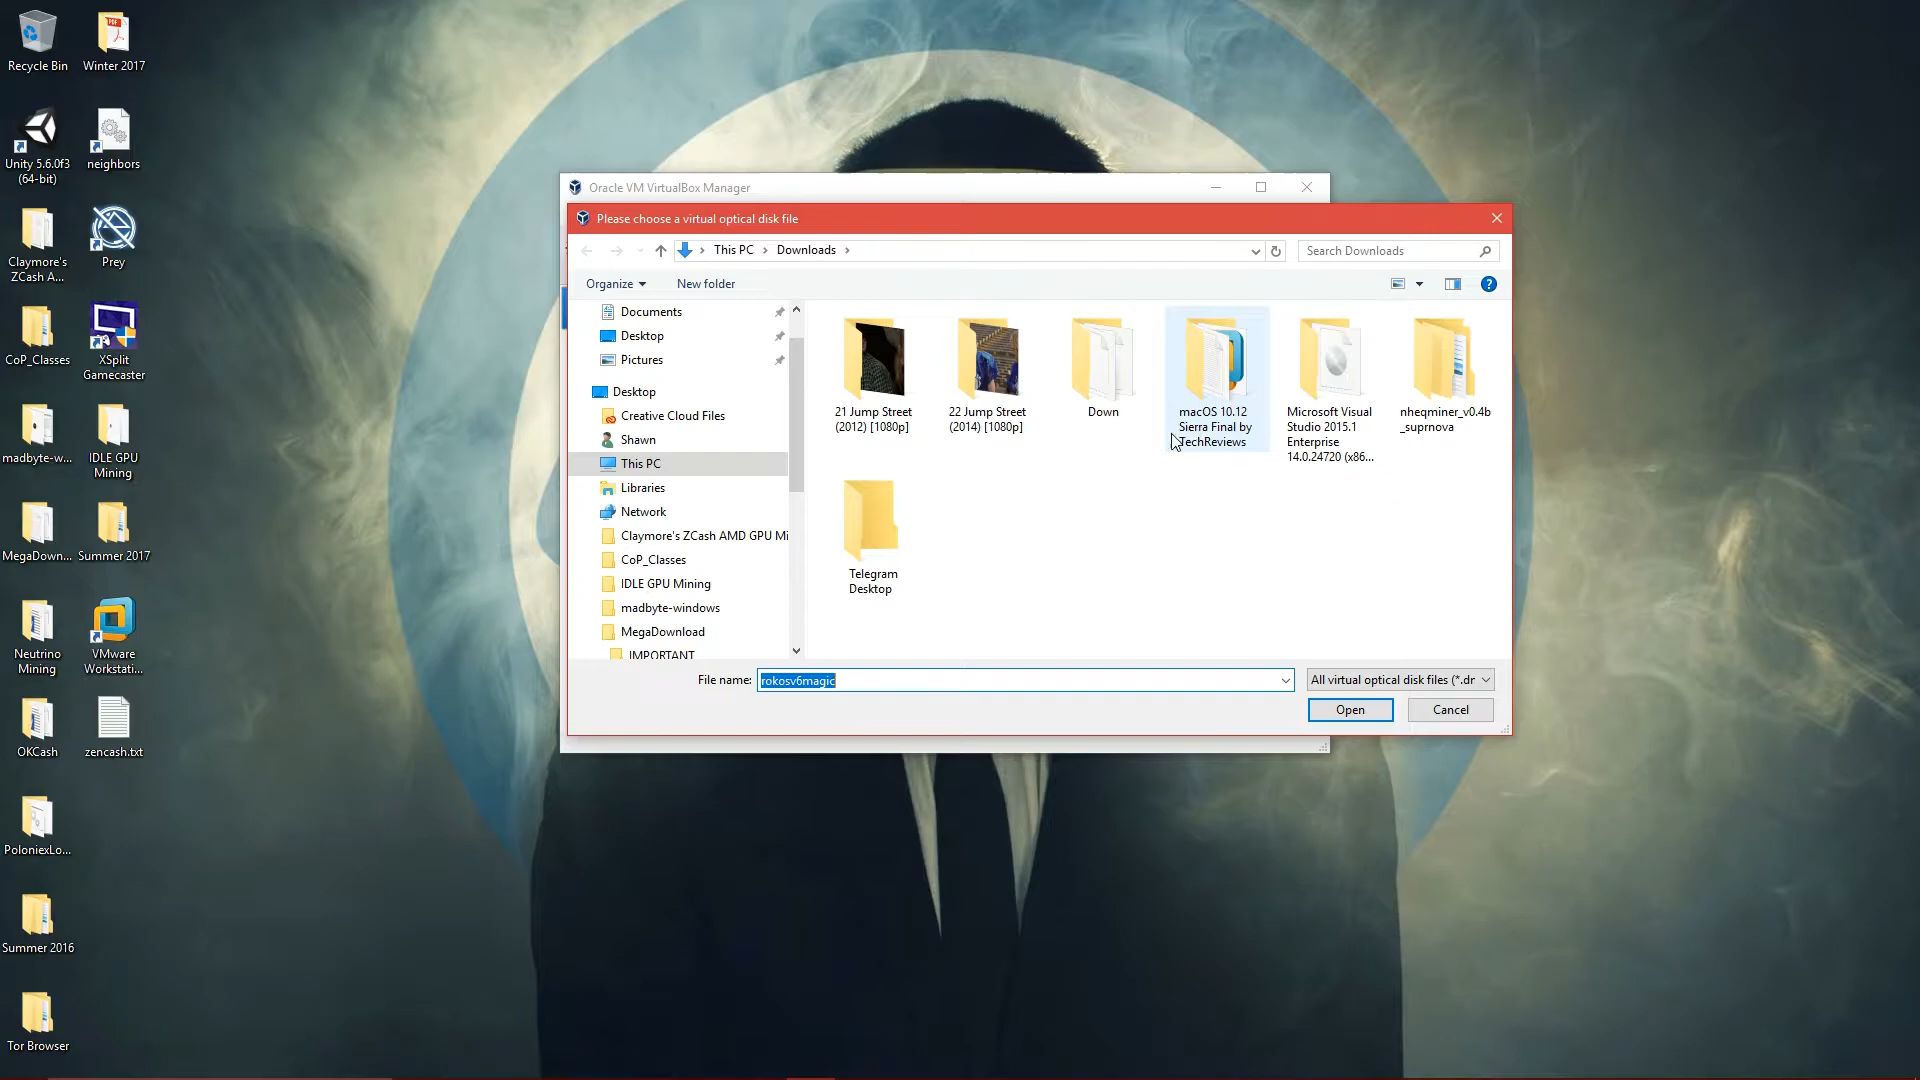 Recycle Bin
Winter 2017
Unity 5.6.0f3
(64-bit)
neighbors
Claymore's
ZCash A...
Prey
CoP_Classes
XSplit
Gamecaster
madbyte-w...
IDLE GPU
Mining
MegaDown...
Summer 2017
Neutrino
Mining
VMware
Workstati...
OKCash
zencash.txt
PoloniexLo...
Summer 2016
Tor Browser
Oracle VM VirtualBox Manager
Please choose a virtual optical disk file
This PC
Downloads
Search Downloads
Organize
New folder
Documents
Desktop
Pictures
Desktop
Creative Cloud Files
Shawn
This PC
Libraries
Network
Claymore's ZCash AMD GPU Mi
CoP_Classes
IDLE GPU Mining
madbyte-windows
MegaDownload
IMPORTANT
21 Jump Street
(2012) [1080p]
22 Jump Street
(2014) [1080p]
Down
macOS 10.12
Sierra Final by
TechReviews
Microsoft Visual
Studio 2015.1
Enterprise
14.0.24720 (x86...
nheqminer_v0.4b
_suprnova
Telegram
Desktop
File name:
rokosv6magic
All virtual optical disk files (*.dr
Open
Cancel